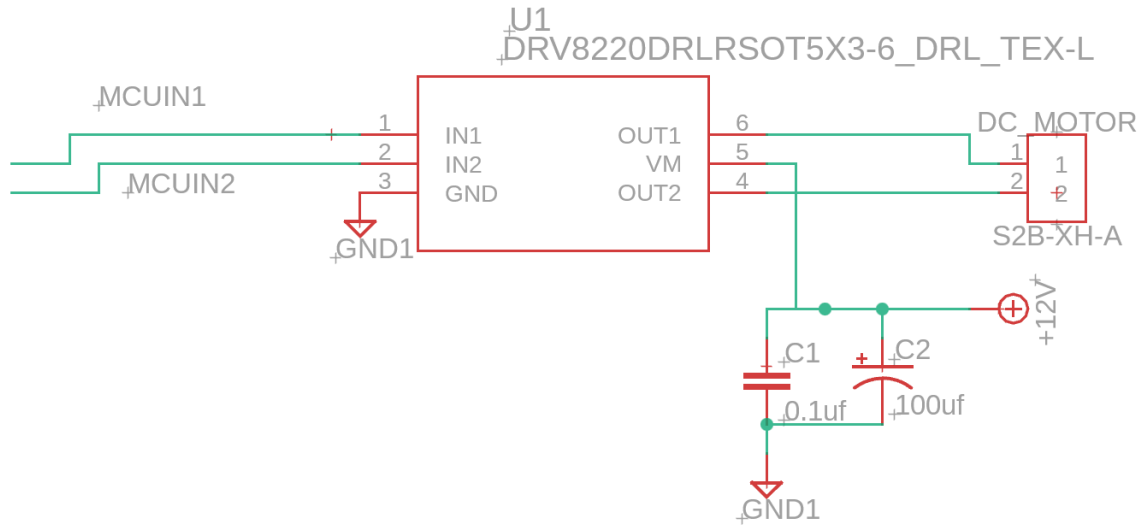 U1
DRV8220DRLRSOT5X3-6_DRL_TEX-L
MCUIN1
MCUIN2
1
2
3
IN1
IN2
GND
OUT1
VM
OUT2
6
5
4
GND1
DC_MOTOR
1
2
1
2
S2B-XH-A
+12V
C1
0.1uf
C2
100uf
GND1